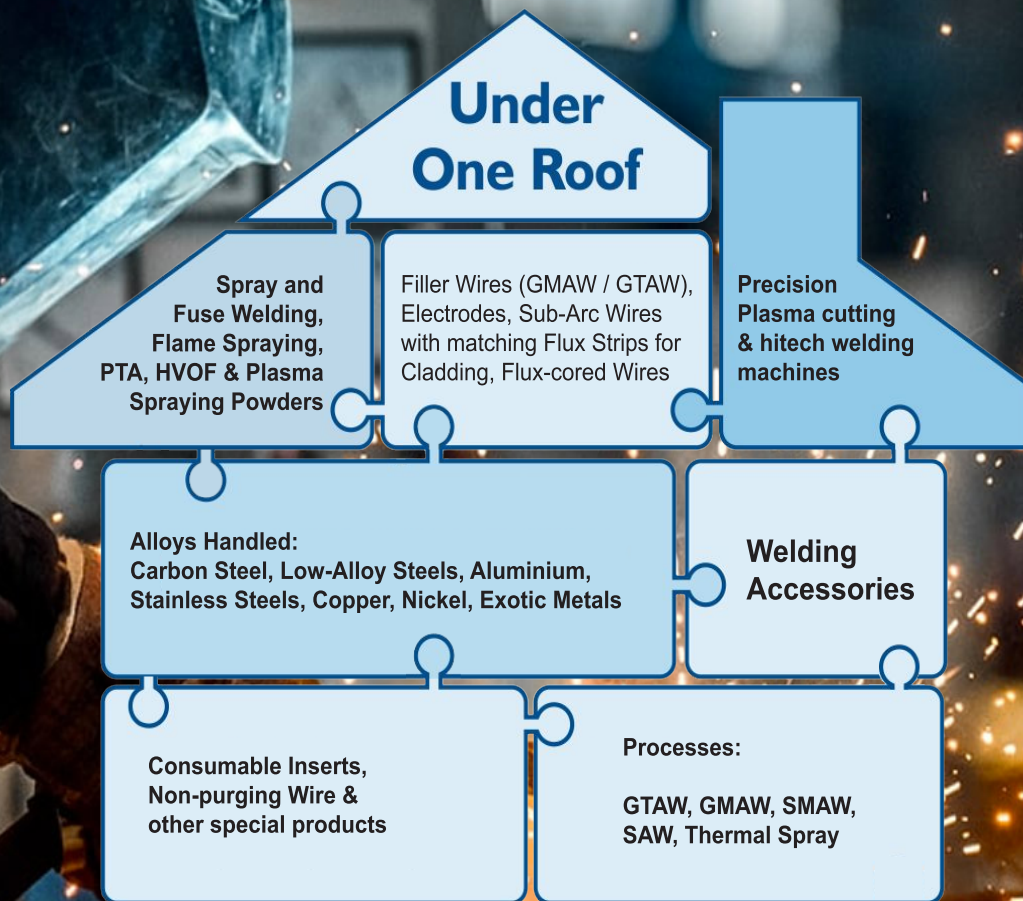 Under
One Roof
Spray and
Fuse Welding,
Flame Spraying,
PTA, HVOF & Plasma
Spraying Powders
Filler Wires (GMAW / GTAW),
Electrodes, Sub-Arc Wires
with matching Flux Strips for
Cladding, Flux-cored Wires
Precision
Plasma cutting
& hitech welding
machines
Alloys Handled:
Carbon Steel, Low-Alloy Steels, Aluminium,
Stainless Steels, Copper, Nickel, Exotic Metals
Welding
Accessories
Consumable Inserts,
Non-purging Wire &
other special products
Processes:
GTAW, GMAW, SMAW,
SAW, Thermal Spray